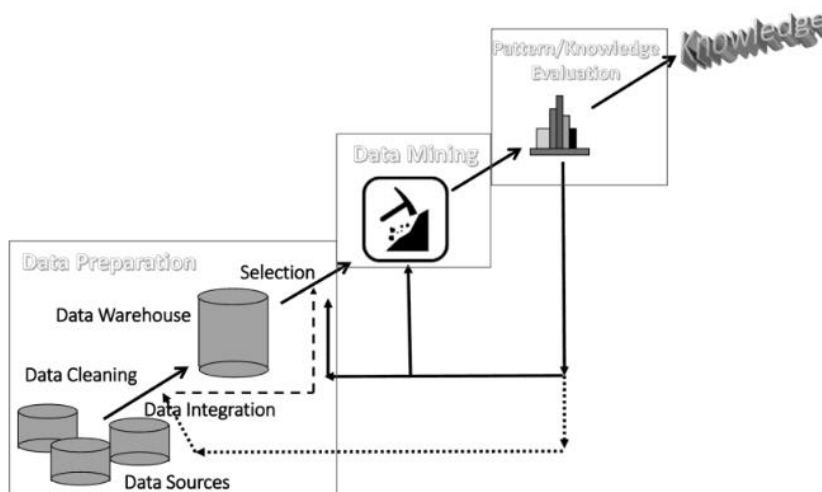 Knowledge
Pattern/Knowledge
Evaluation
Data Mining
Data Preparation
Selection
Data Warehouse
Data Cleaning
Data Integration
Data Sources